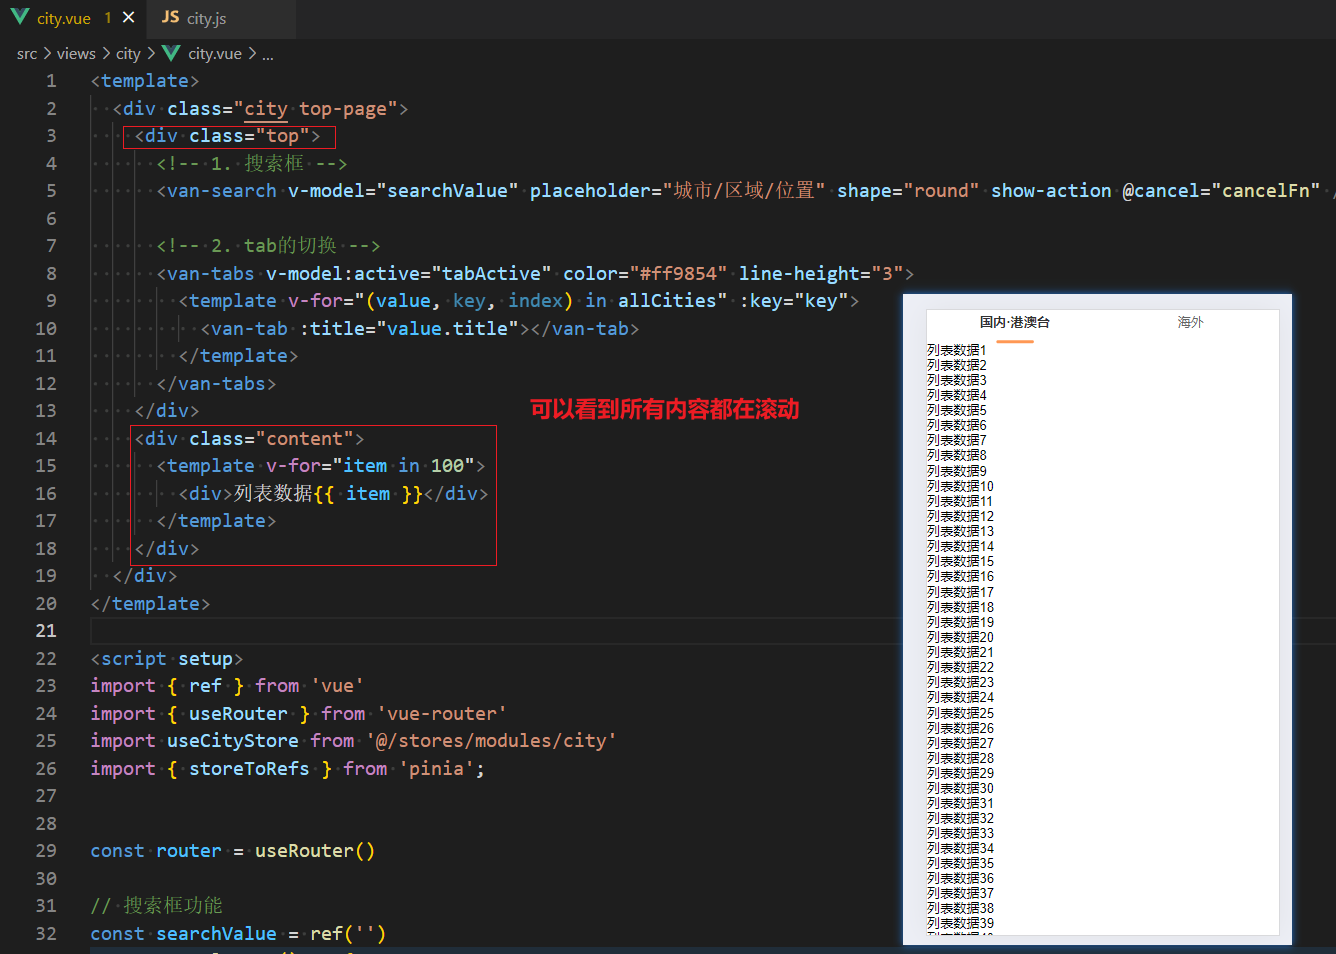 city.vue 1 × JS city.js
src > views > city > city.vue > ...
1 <template>
2 <div class="city top-page">
3 <div class="top">
4 <!-- 1. 搜索框 -->
5 <van-search v-model="searchValue" placeholder="城市/区域/位置" shape="round" show-action @cancel="cancelFn" /
6
7 <!-- 2. tab的切换 -->
8 <van-tabs v-model:active="tabActive" color="#ff9854" line-height="3">
9 <template v-for="(value, key, index) in allCities" :key="key">
10 <van-tab :title="value.title"></van-tab>
11 </template>
12 </van-tabs>
13 </div>
14 <div class="content">
15 <template v-for="item in 100">
16 <div>列表数据{{ item }}</div>
17 </template>
18 </div>
19 </div>
20 </template>
21
22 <script setup>
23 import { ref } from 'vue'
24 import { useRouter } from 'vue-router'
25 import useCityStore from '@/stores/modules/city'
26 import { storeToRefs } from 'pinia';
27
28
29 const router = useRouter()
30
31 // 搜索框功能
32 const searchValue = ref('')
可以看到所有内容都在滚动
国内·港澳台 海外
列表数据1
列表数据2
列表数据3
列表数据4
列表数据5
列表数据6
列表数据7
列表数据8
列表数据9
列表数据10
列表数据11
列表数据12
列表数据13
列表数据14
列表数据15
列表数据16
列表数据17
列表数据18
列表数据19
列表数据20
列表数据21
列表数据22
列表数据23
列表数据24
列表数据25
列表数据26
列表数据27
列表数据28
列表数据29
列表数据30
列表数据31
列表数据32
列表数据33
列表数据34
列表数据35
列表数据36
列表数据37
列表数据38
列表数据39